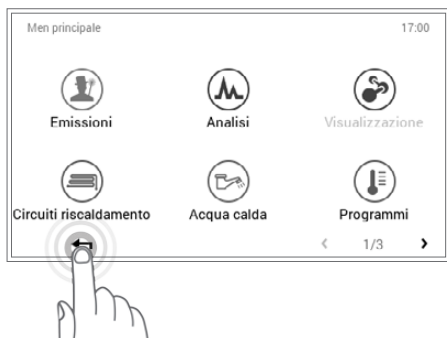 Men principale 17:00
Emissioni Analisi Visualizzazione
Circuiti riscaldamento Acqua calda Programmi
1/3